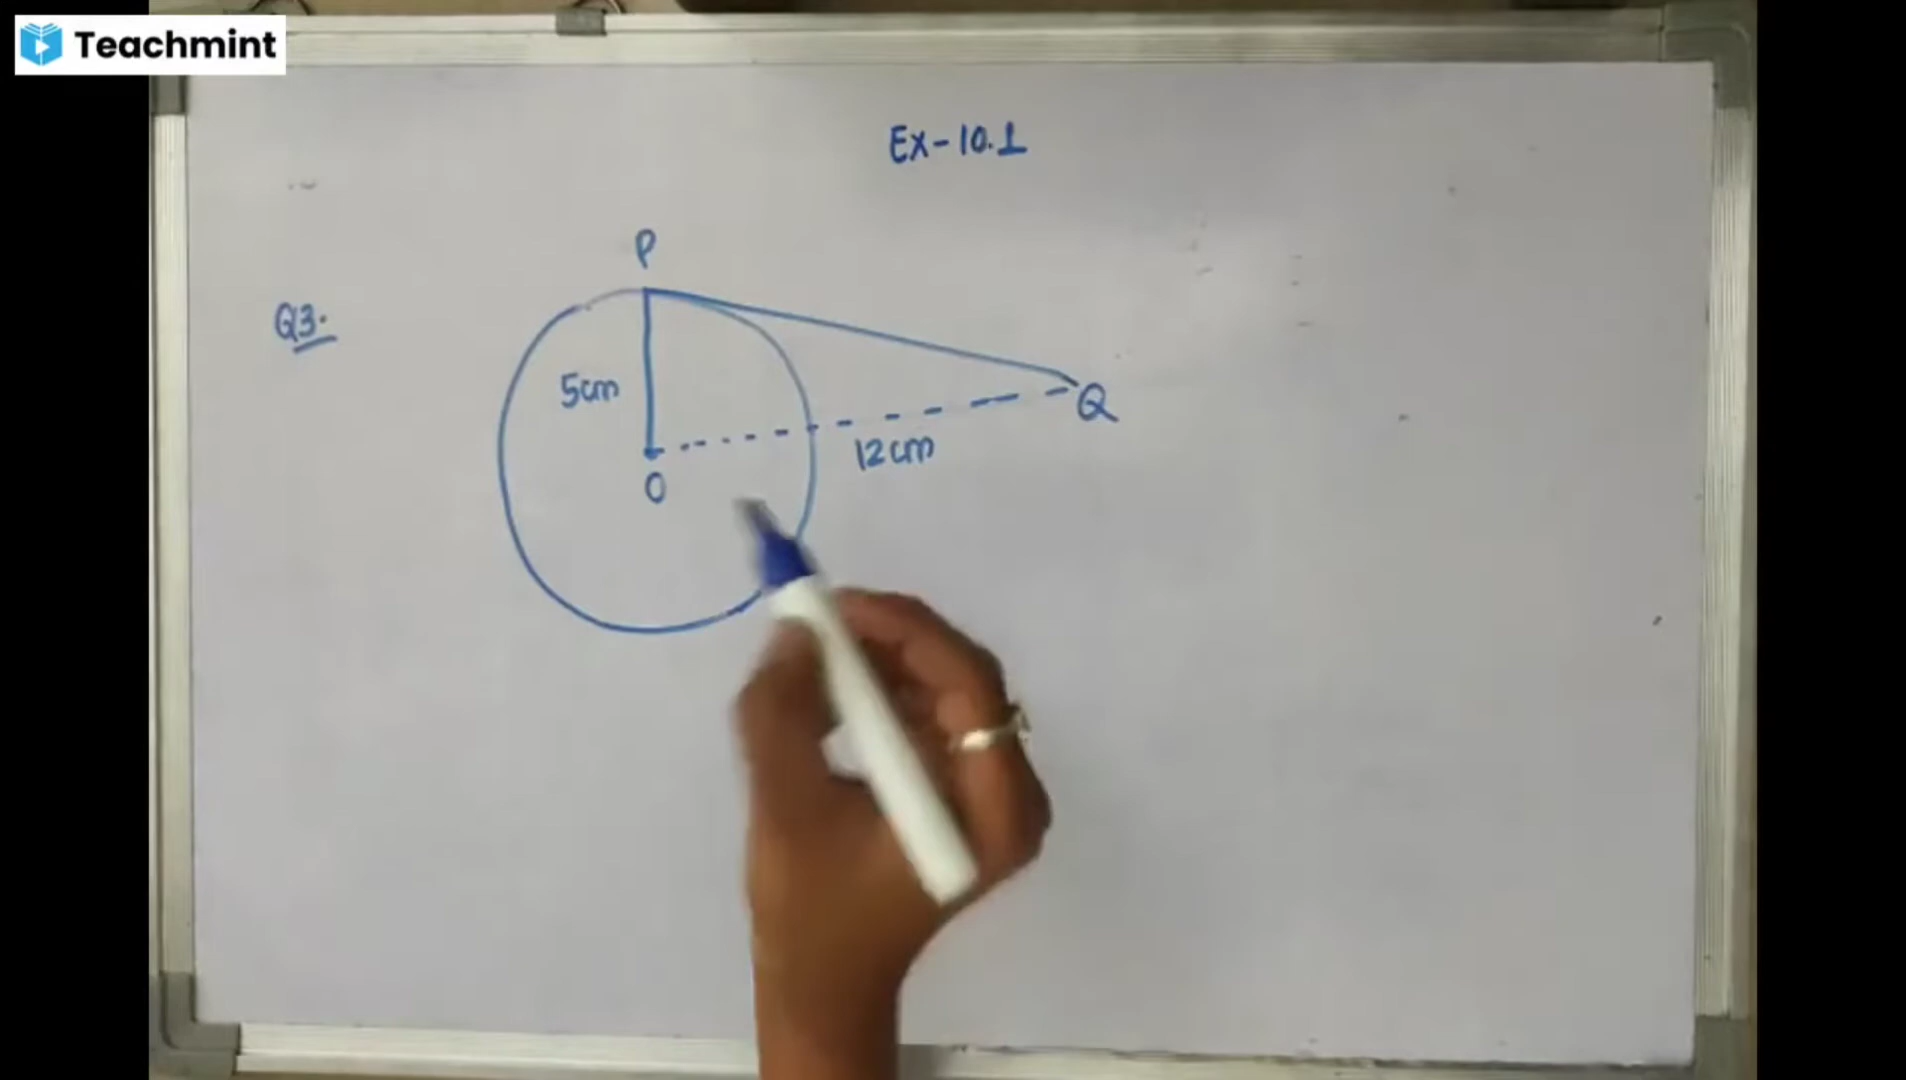 Teachmint
Ex-10.1
P
Q3.
5cm
Q
12cm
O